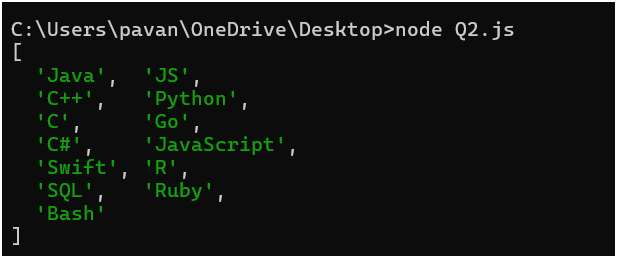 C:\Users\pavan\OneDrive\Desktop>node Q2.js
[
  'Java',  'JS',
  'C++',   'Python',
  'C',     'Go',
  'C#',    'JavaScript',
  'Swift', 'R',
  'SQL',   'Ruby',
  'Bash'
]